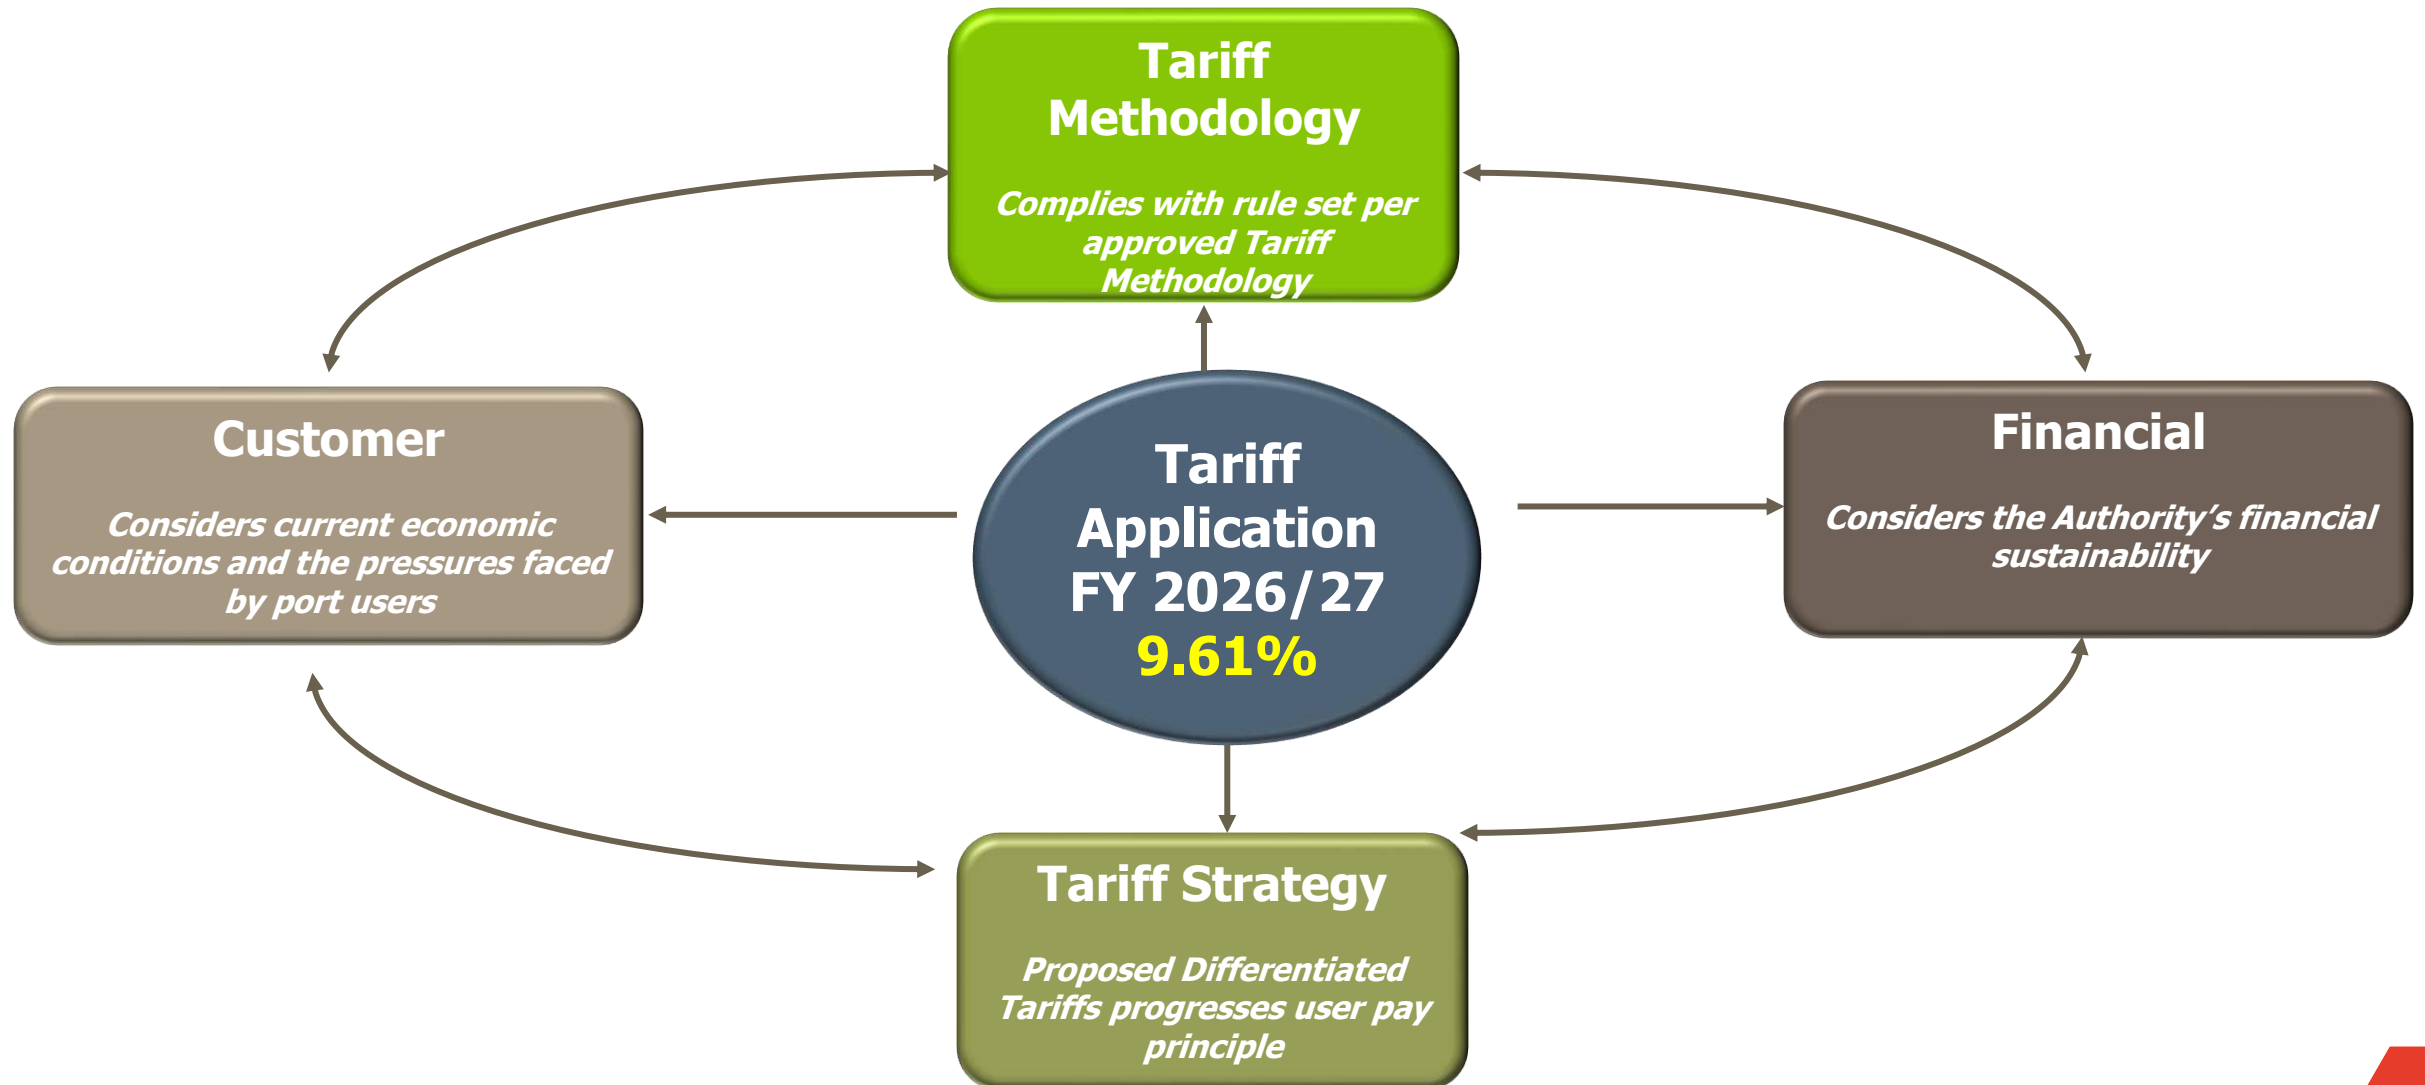 Tariff
Methodology
Complies with rule set per
approved Tariff
Methodology
Customer
Considers current economic
conditions and the pressures faced
by port users
Tariff
Application
FY 2026/27
9.61%
Financial
Considers the Authority’s financial
sustainability
Tariff Strategy
Proposed Differentiated
Tariffs progresses user pay
principle